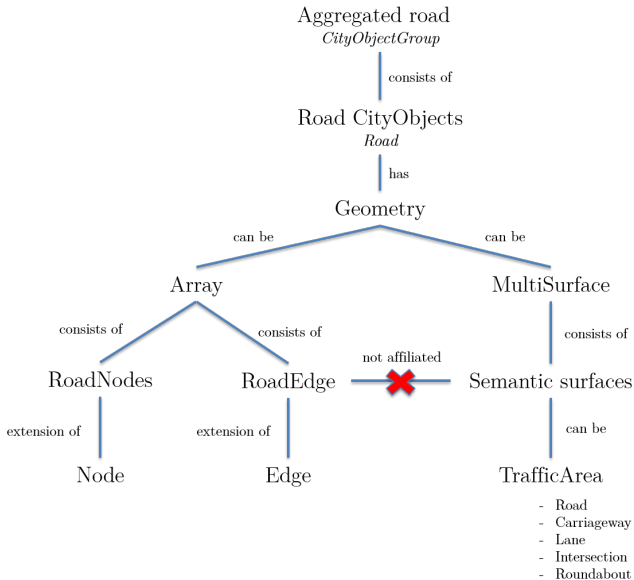 Aggregated road
CityObjectGroup
consists of
Road CityObjects
Road
has
Geometry
can be
can be
Array
MultiSurface
consists of
consists of
consists of
not affiliated
RoadNodes
RoadEdge
Semantic surfaces
extension of
extension of
can be
Node
Edge
TrafficArea
- Road
- Carriageway
- Lane
- Intersection
- Roundabout